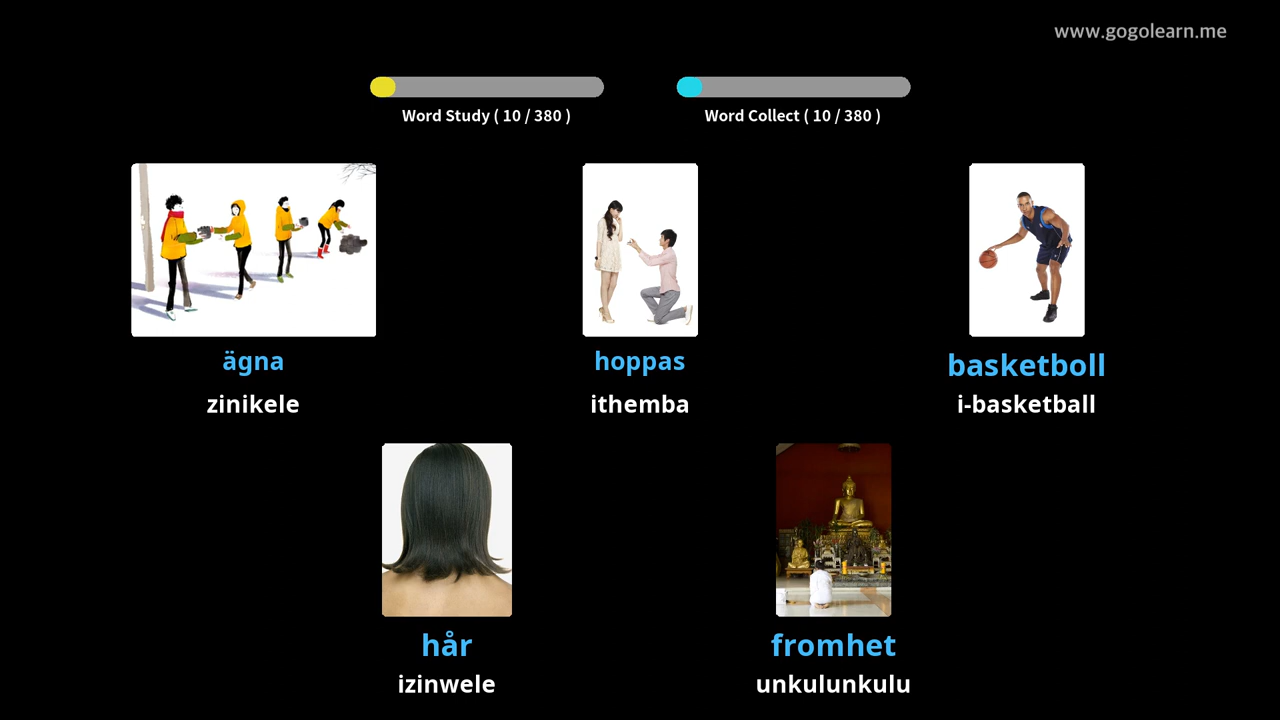 www.gogolearn.me
Word Study ( 10 / 380 )
Word Collect ( 10 / 380 )
ägna
zinikele
hoppas
ithemba
basketboll
i-basketball
hår
izinwele
fromhet
unkulunkulu